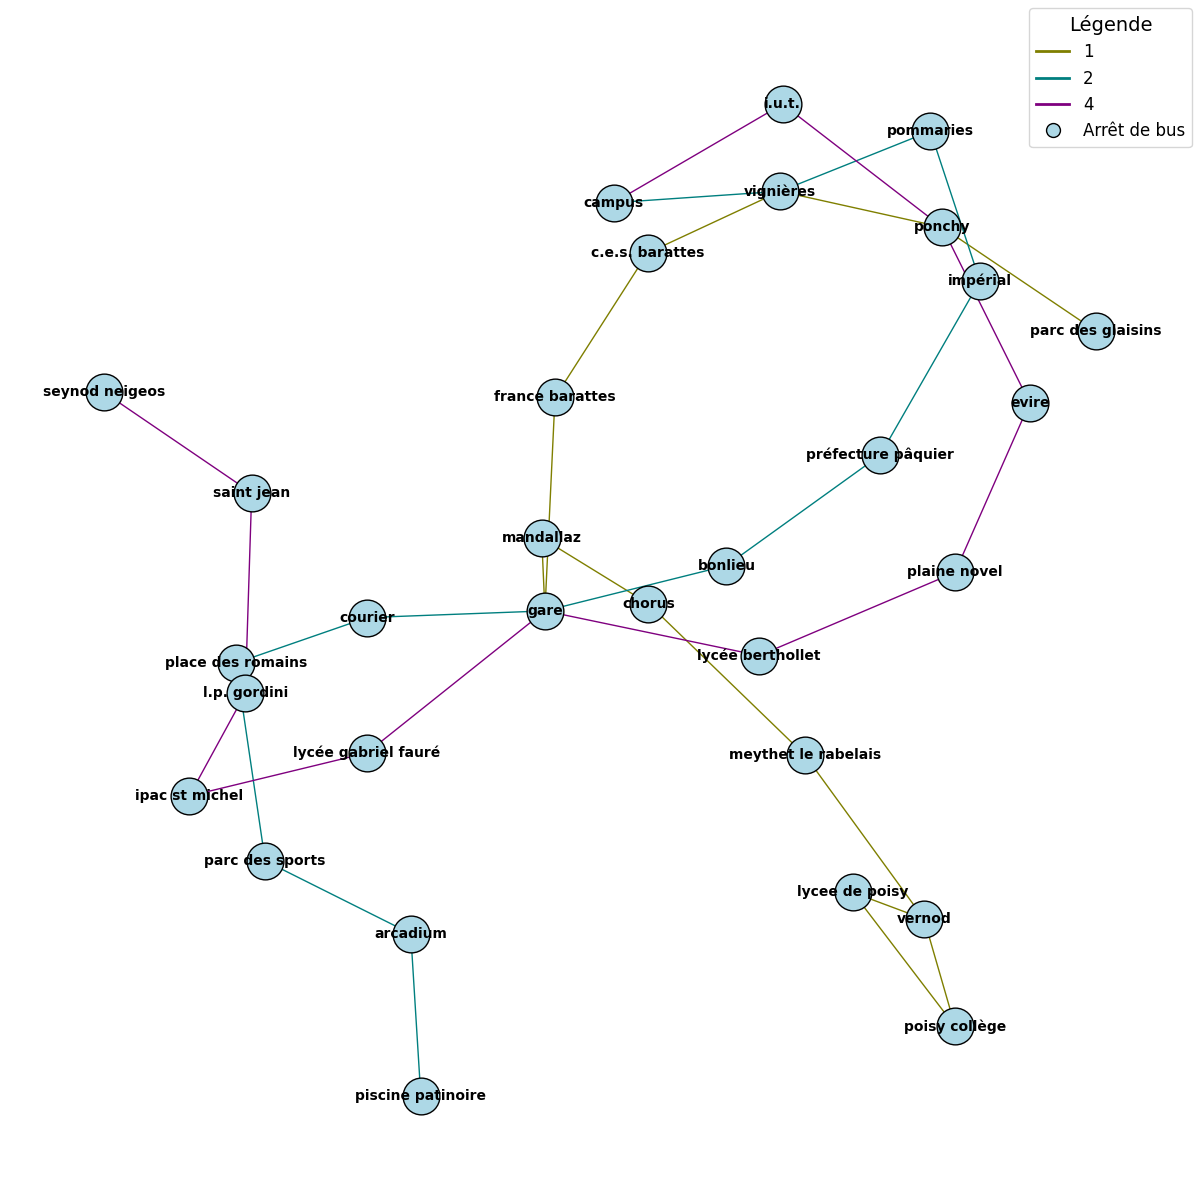 Légende
1
2
4
Arrêt de bus
i.u.t.
pommaries
vignières
campus
ponchy
c.e.s. barattes
impérial
parc des glaisins
seynod neigeos
france barattes
evire
préfecture pâquier
saint jean
mandallaz
bonlieu
plaine novel
chorus
gare
courier
lycée berthollet
place des romains
l.p. gordini
lycée gabriel fauré
meythet le rabelais
ipac st michel
parc des sports
lycee de poisy
vernod
arcadium
poisy collège
piscine patinoire